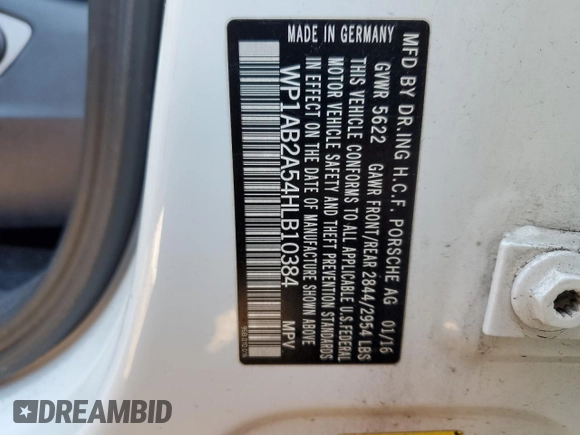 MFD BY DR.ING H.C.F. PORSCHE AG 01/16
GVWR 5622 GAWR FRONT/REAR 2844/2954 LBS
THIS VEHICLE CONFORMS TO ALL APPLICABLE U.S.FEDERAL
MOTOR VEHICLE SAFETY AND THEFT PREVENTION STANDARDS
IN EFFECT ON THE DATE OF MANUFACTURE SHOWN ABOVE
WP1AB2A54HLB10384 MPV
MADE IN GERMANY
DREAMBID